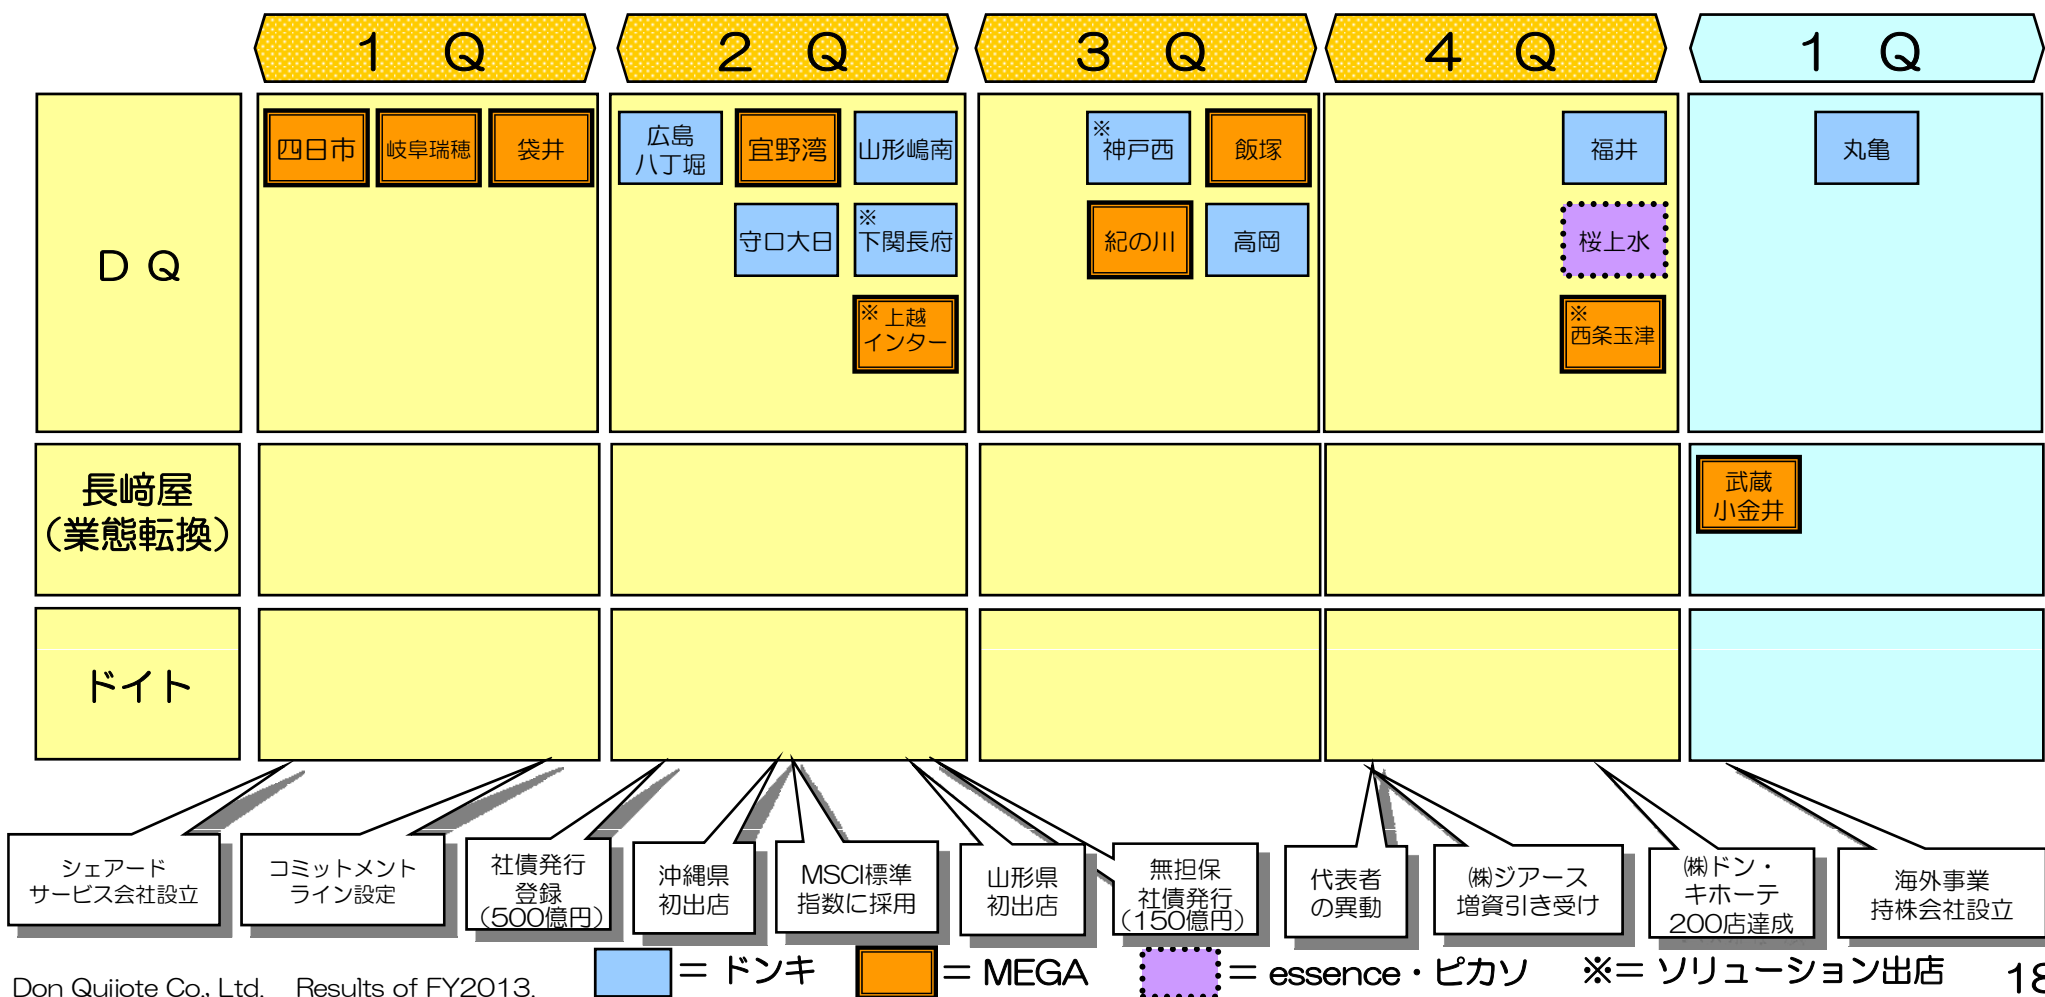 1 Q
2 Q
3 Q
4 Q
1 Q
DQ
四日市
岐阜瑞穂
袋井
広島
八丁堀
宜野湾
山形嶋南
守口大日
※
下関長府
※上越
インター
※
神戸西
飯塚
紀の川
高岡
福井
桜上水
※
西条玉津
丸亀
長崎屋
（業態転換）
武蔵
小金井
ドイト
シェアード
サービス会社設立
コミットメント
ライン設定
社債発行
登録
（500億円）
沖縄県
初出店
MSCI標準
指数に採用
山形県
初出店
無担保
社債発行
（150億円）
代表者
の異動
㈱ジアース
増資引き受け
㈱ドン・
キホーテ
200店達成
海外事業
持株会社設立
＝ ドンキ
＝ MEGA
＝ essence・ピカソ
※＝ ソリューション出店
Don Quijote Co., Ltd. Results of FY2013.
18